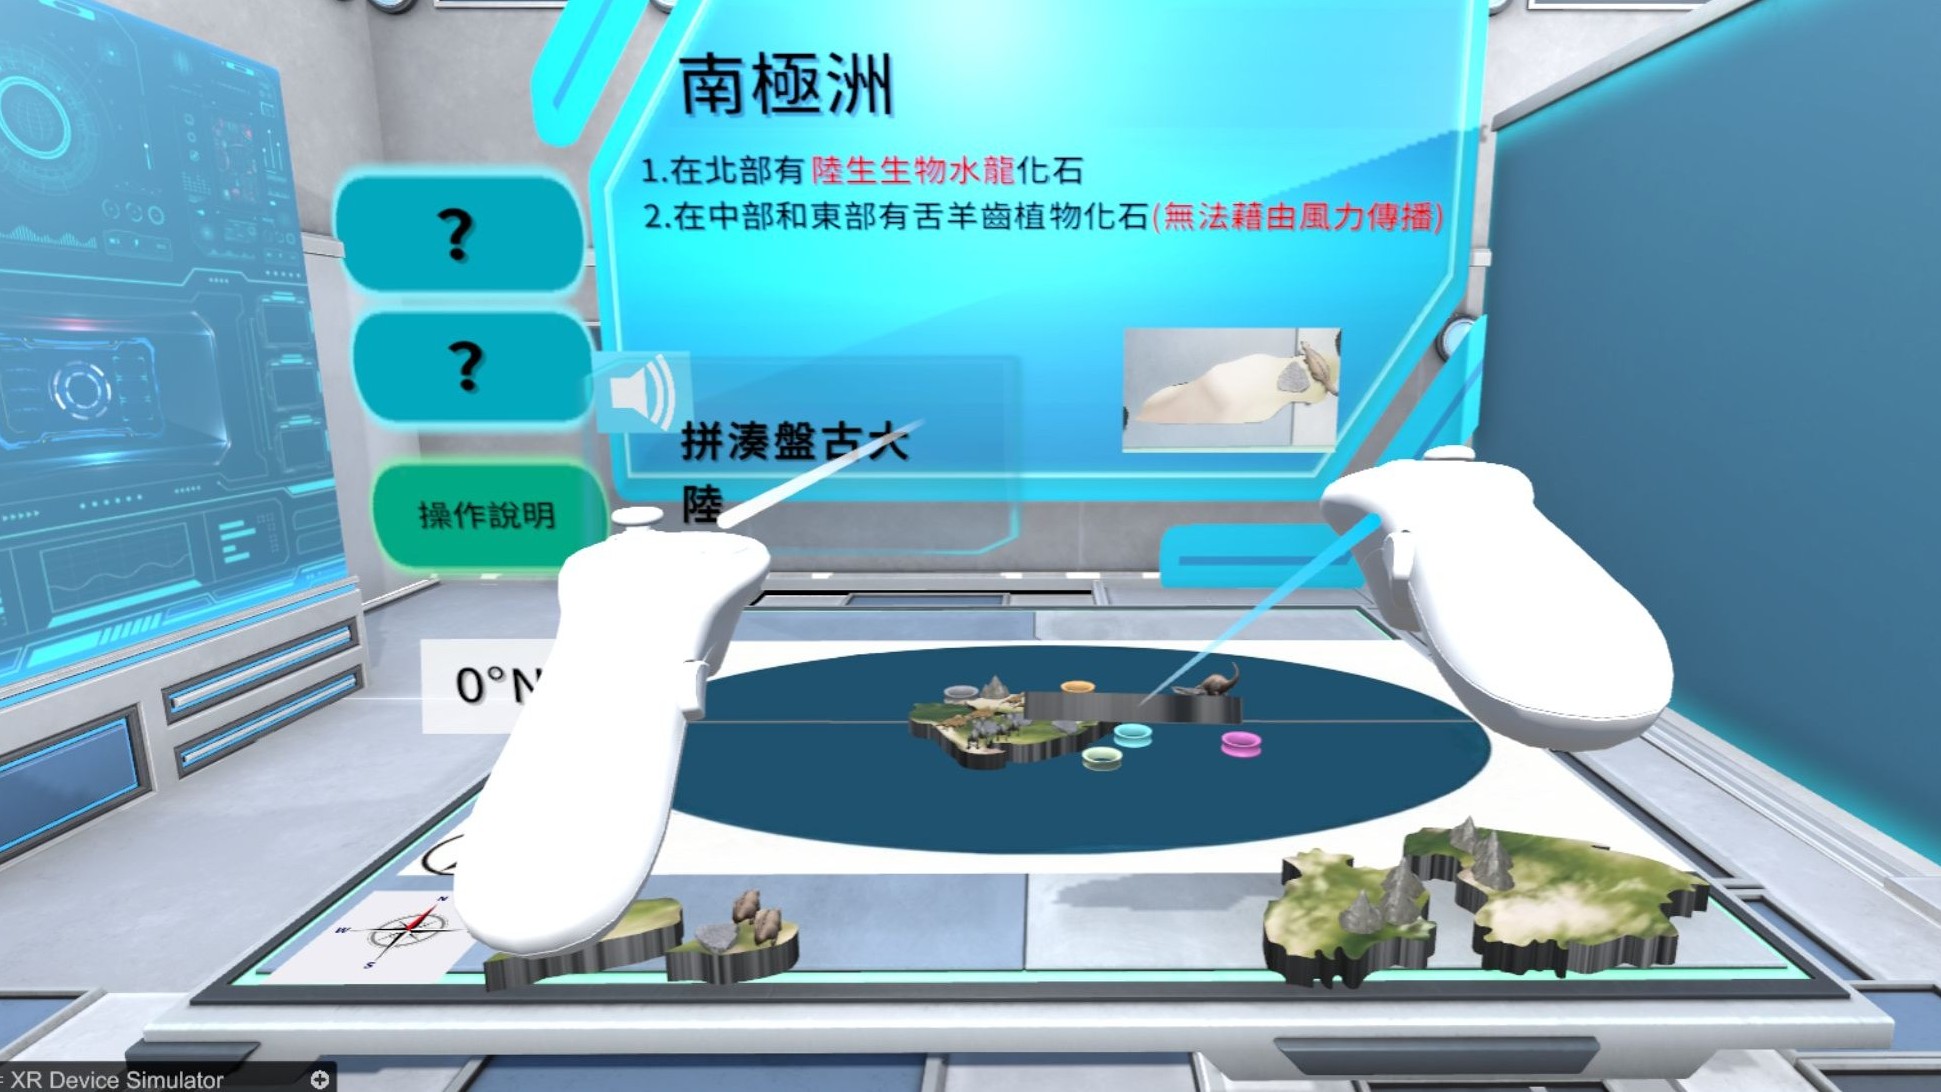 南極洲
1.在北部有陸生生物水龍化石
2.在中部和東部有舌羊齒植物化石(無法藉由風力傳播)
?
?
拼湊盤古大
陸
操作說明
0°N
N
W
S
XR Device Simulator